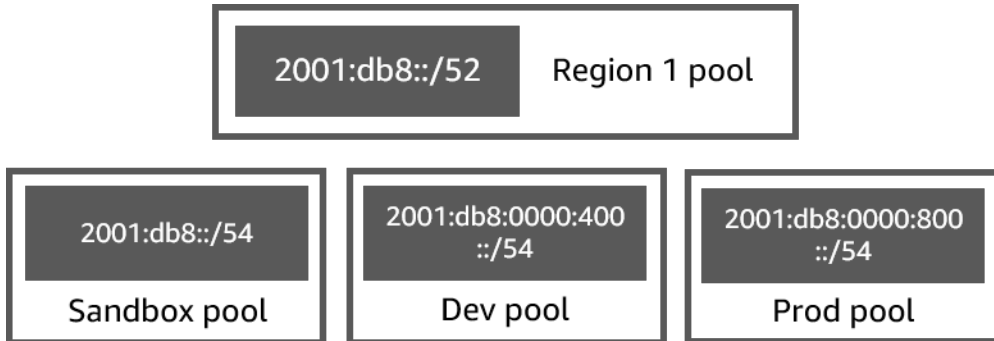 2001:db8::/52
Region 1 pool
2001:db8::/54
Sandbox pool
2001:db8:0000:400
::/54
Dev pool
2001:db8:0000:800
::/54
Prod pool